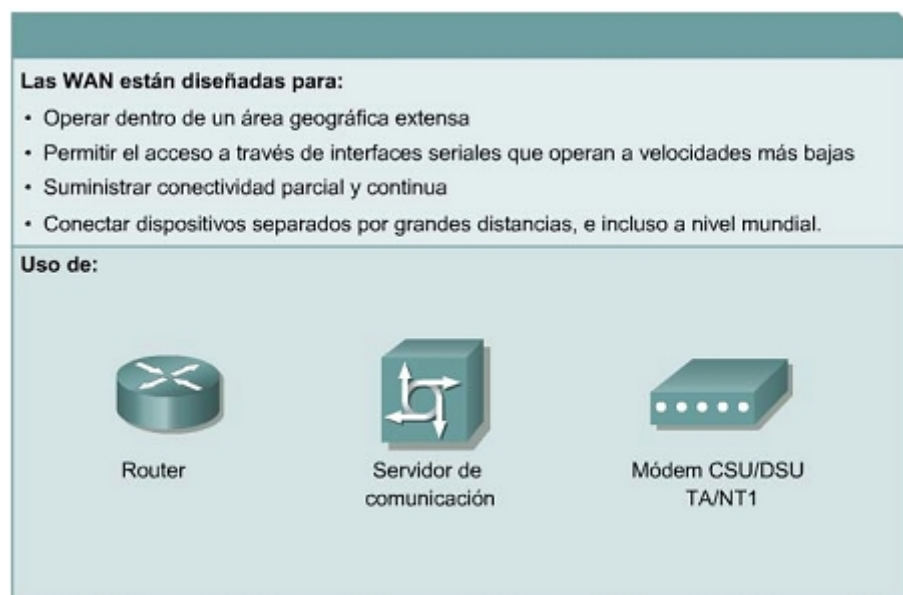 Las WAN están diseñadas para:
• Operar dentro de un área geográfica extensa
• Permitir el acceso a través de interfaces seriales que operan a velocidades más bajas
• Suministrar conectividad parcial y continua
• Conectar dispositivos separados por grandes distancias, e incluso a nivel mundial.
Uso de:
Router
Servidor de
comunicación
Módem CSU/DSU
TA/NT1